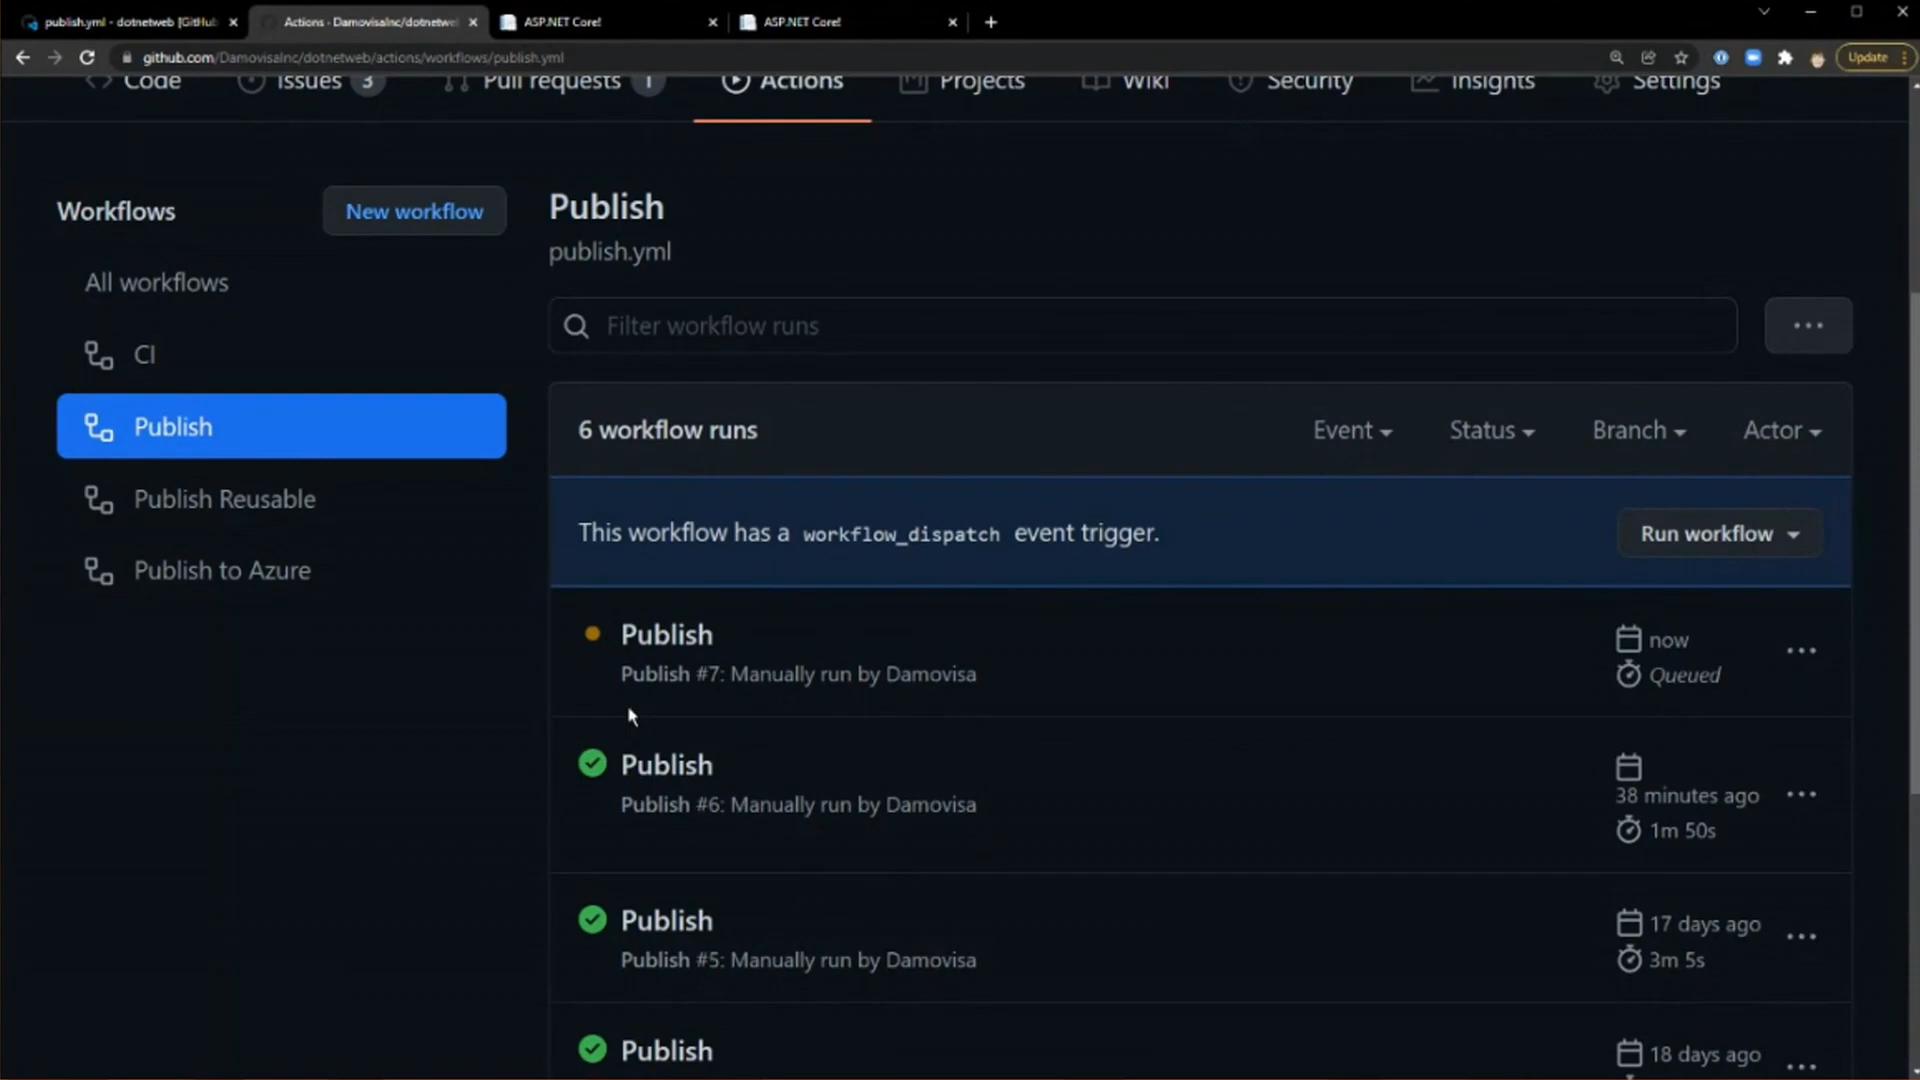 publish.yml - dotnetweb [GitHub
Actions · DamovisaInc/dotnetwe
ASP.NET Core!
ASP.NET Core!
github.com/DamovisaInc/dotnetweb/actions/workflows/publish.yml
Update
Code
Issues 3
Pull requests 1
Actions
Projects
Wiki
Security
Insights
Settings
Workflows
New workflow
All workflows
CI
Publish
Publish Reusable
Publish to Azure
Publish
publish.yml
Filter workflow runs
6 workflow runs
Event
Status
Branch
Actor
This workflow has a workflow_dispatch event trigger.
Run workflow
Publish
Publish #7: Manually run by Damovisa
now
Queued
Publish
Publish #6: Manually run by Damovisa
38 minutes ago
1m 50s
Publish
Publish #5: Manually run by Damovisa
17 days ago
3m 5s
Publish
18 days ago